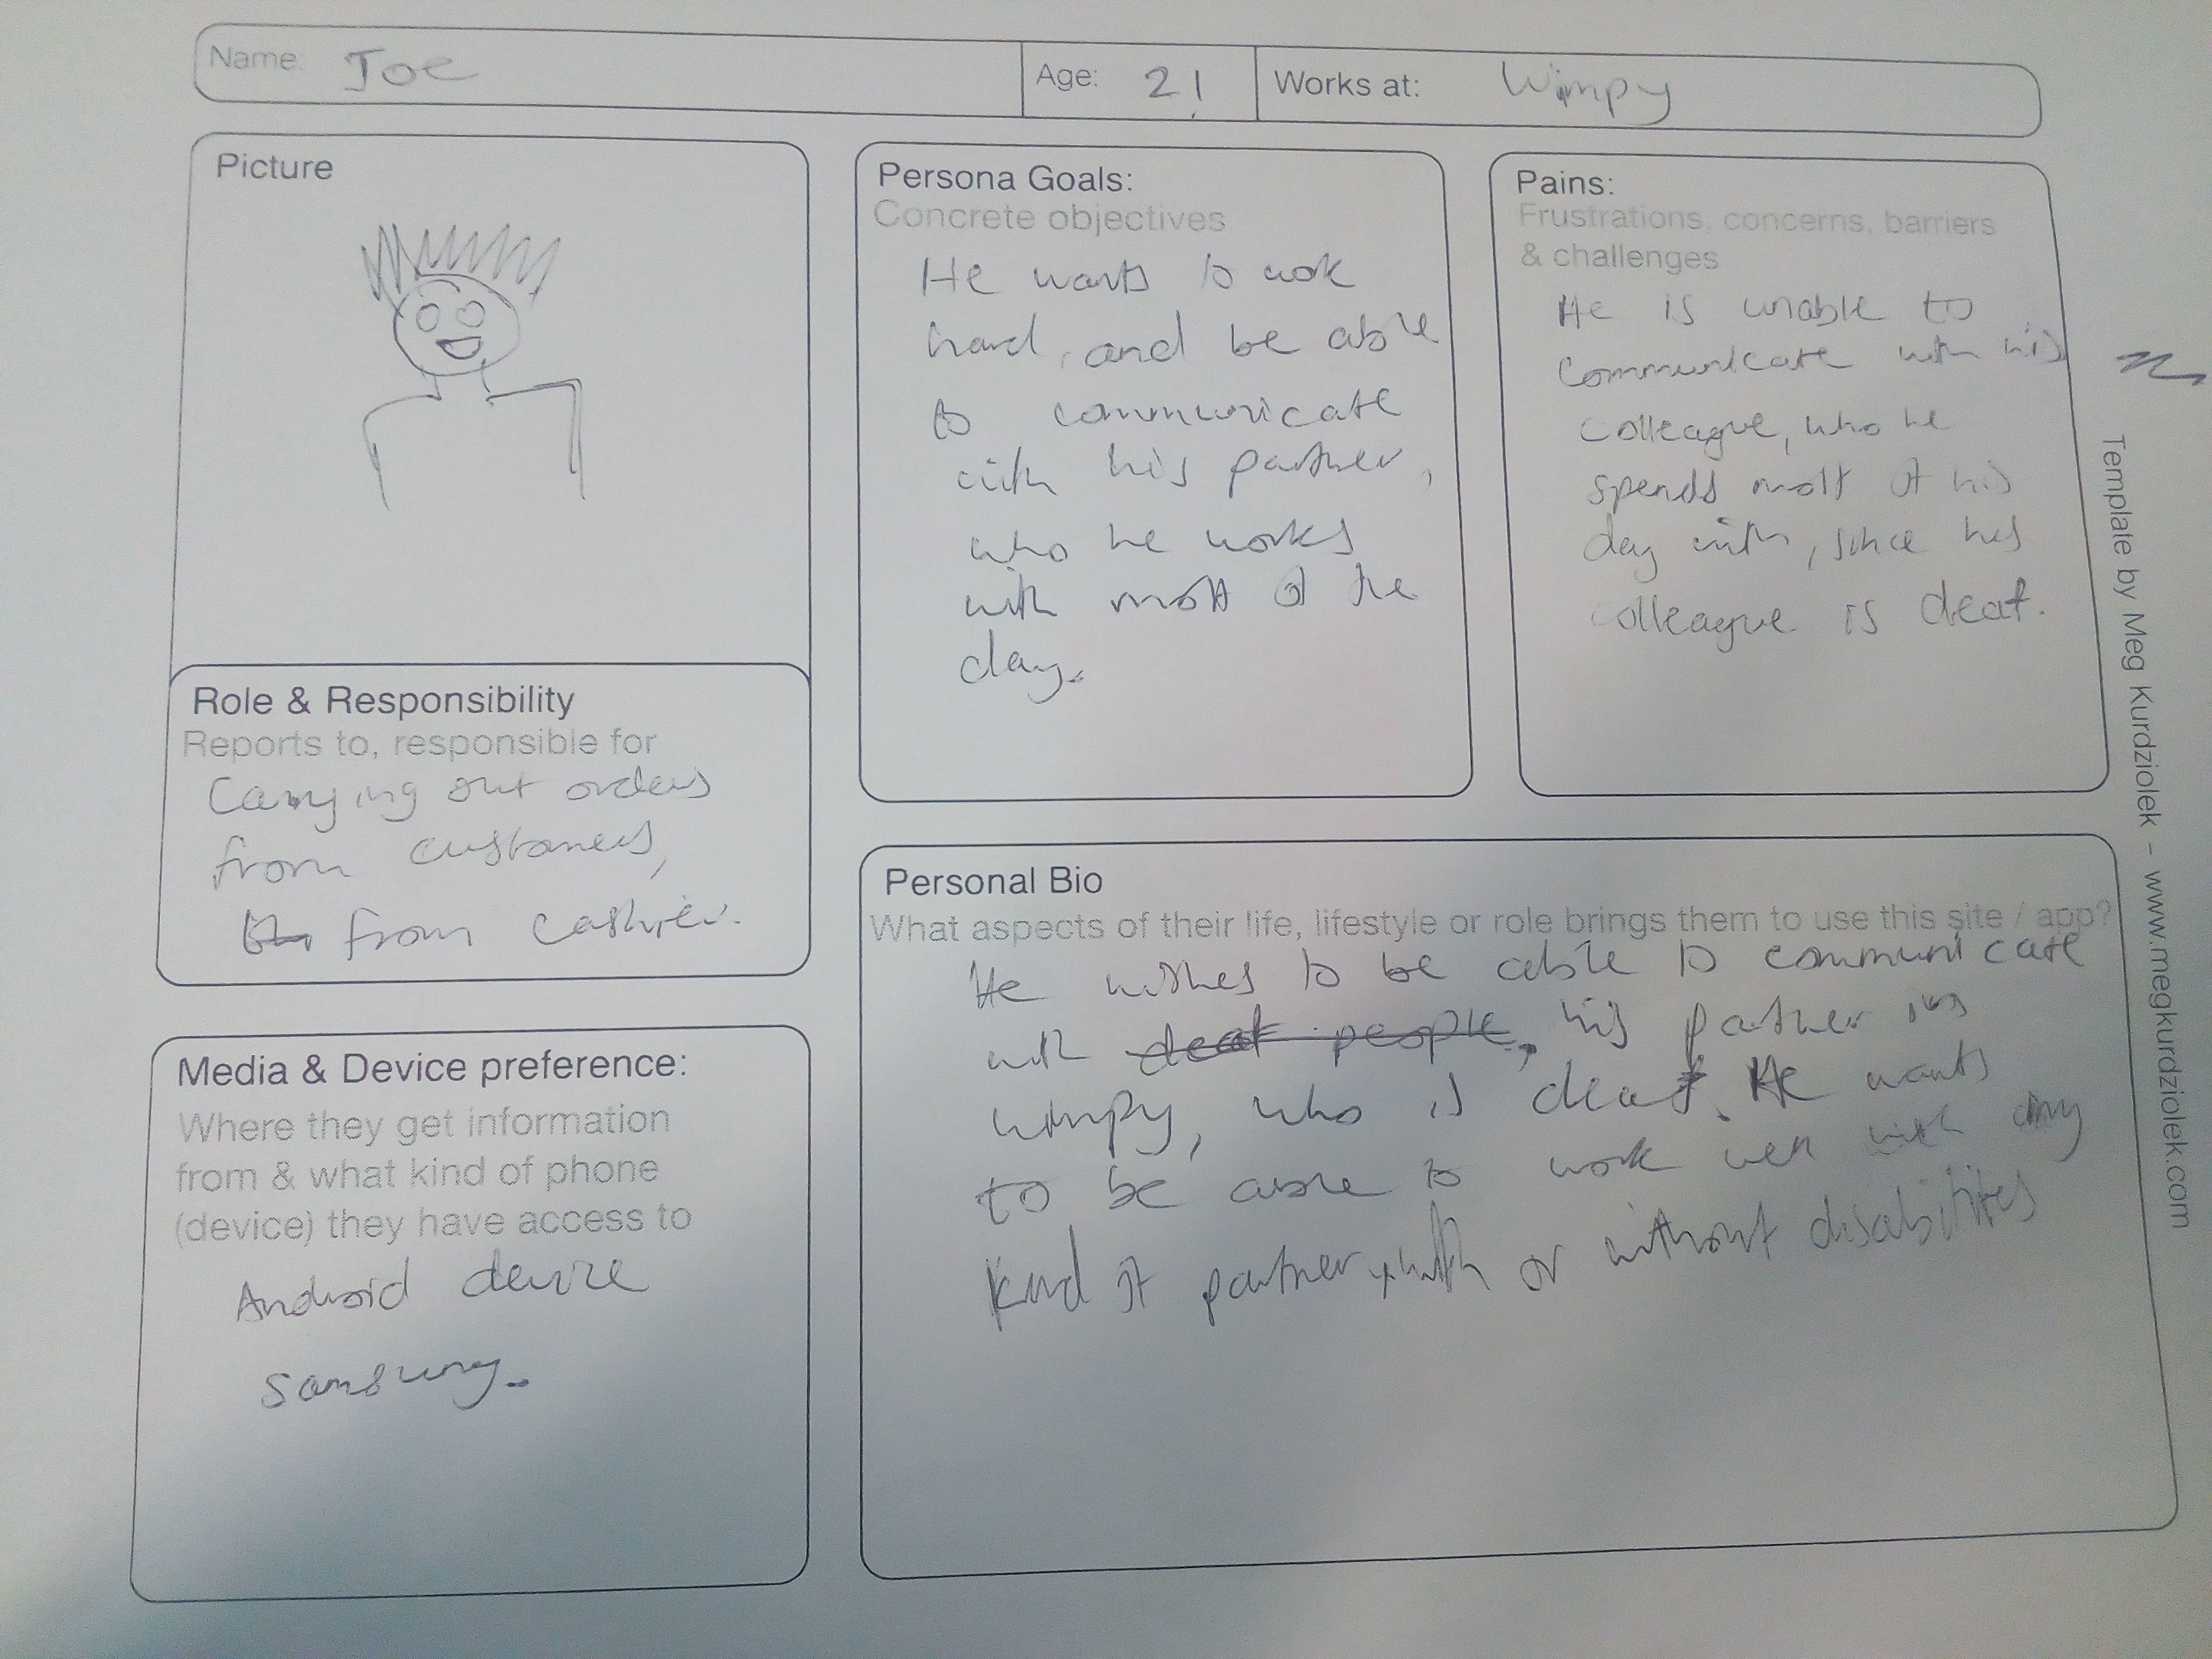 Name: Joe
Age: 21
Works at: Wimpy
Picture
Role & Responsibility
Reports to, responsible for
Carrying out orders
from customers,
from cashier.
Media & Device preference:
Where they get information
from & what kind of phone
(device) they have access to
Android device
Samsung.
Persona Goals:
Concrete objectives
He wants to work
hard, and be able
to communicate
with his partner,
who he works
with most of the
day.
Pains:
Frustrations, concerns, barriers
& challenges
He is unable to
communicate with his
colleague, who he
spends most of his
day with, since his
colleague is deaf.
Personal Bio
What aspects of their life, lifestyle or role brings them to use this site / app?
He wishes to be able to communicate
with deaf people, his partner
wimpy, who is deaf. He wants
to be able to work well with any
kind of partner, with or without disabilities
Template by Meg Kurdziolek - www.megkurdziolek.com